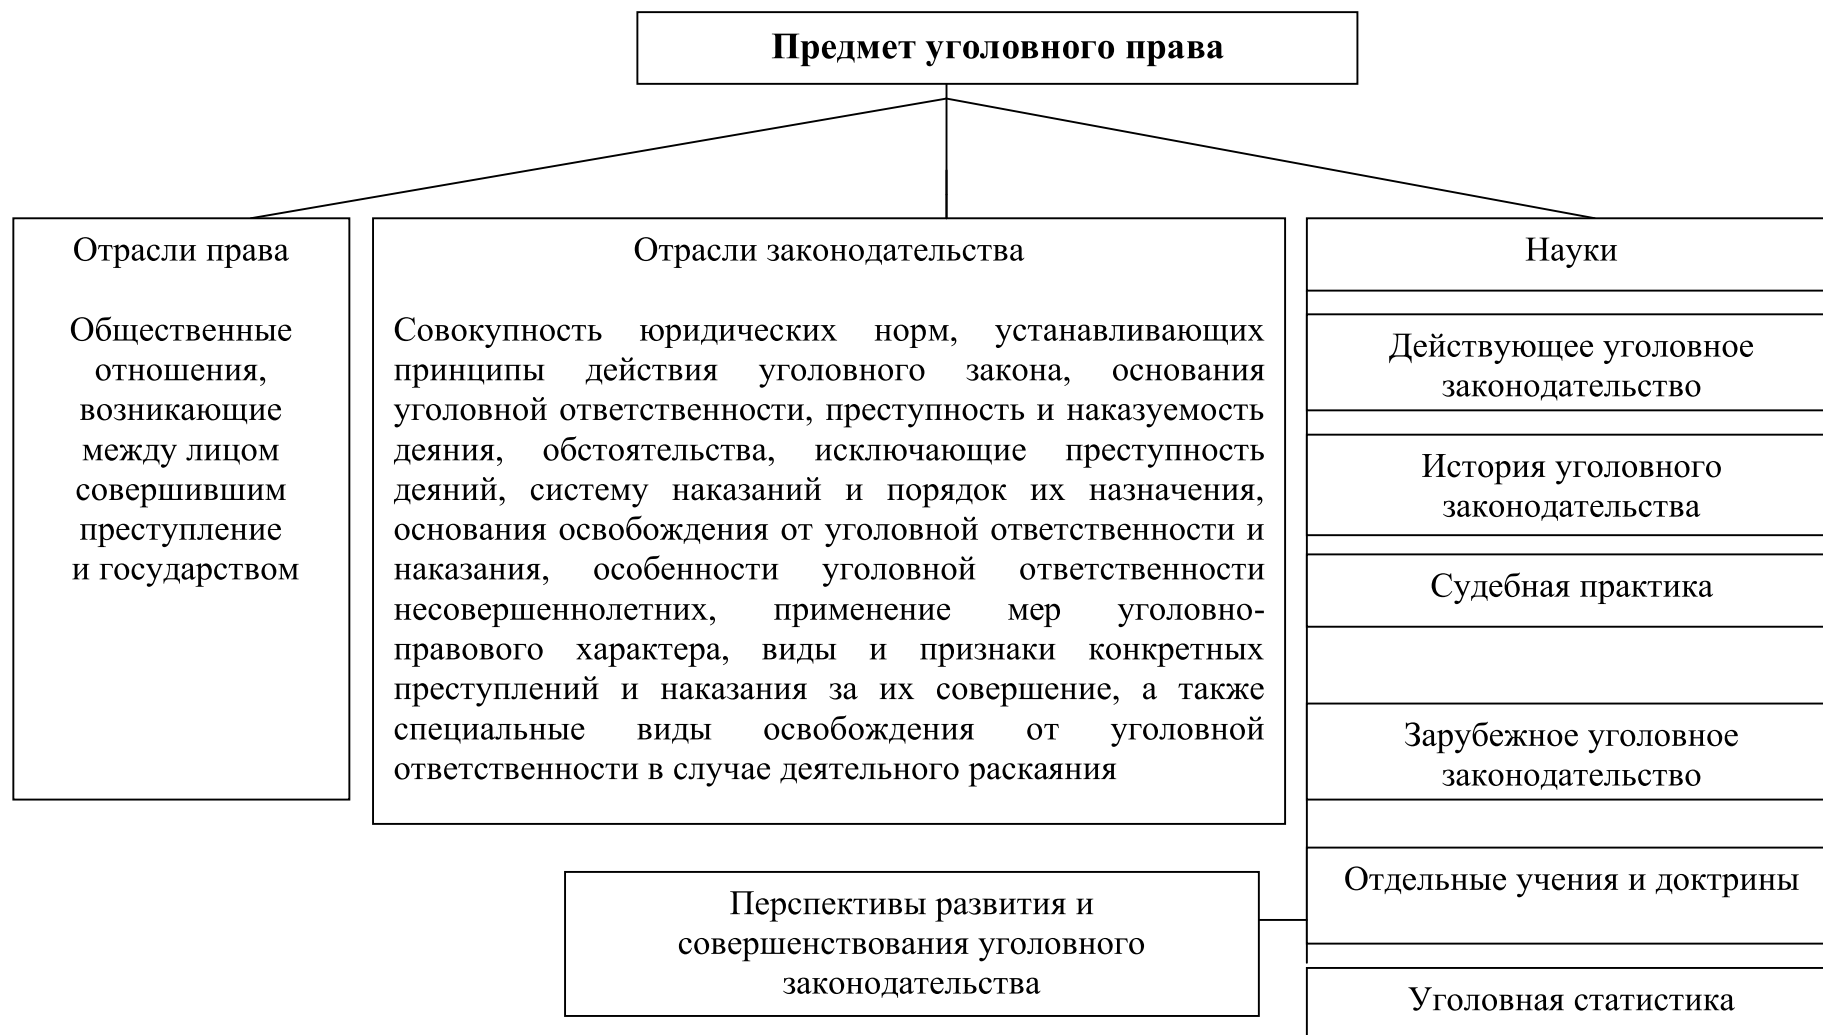 Предмет уголовного права
Отрасли права
Общественные
отношения,
возникающие
между лицом
совершившим
преступление
и государством
Отрасли законодательства
Совокупность юридических норм, устанавливающих
принципы действия уголовного закона, основания
уголовной ответственности, преступность и наказуемость
деяния, обстоятельства, исключающие преступность
деяний, систему наказаний и порядок их назначения,
основания освобождения от уголовной ответственности и
наказания, особенности уголовной ответственности
несовершеннолетних, применение мер уголовно-
правового характера, виды и признаки конкретных
преступлений и наказания за их совершение, а также
специальные виды освобождения от уголовной
ответственности в случае деятельного раскаяния
Науки
Действующее уголовное
законодательство
История уголовного
законодательства
Судебная практика
Зарубежное уголовное
законодательство
Отдельные учения и доктрины
Перспективы развития и
совершенствования уголовного
законодательства
Уголовная статистика